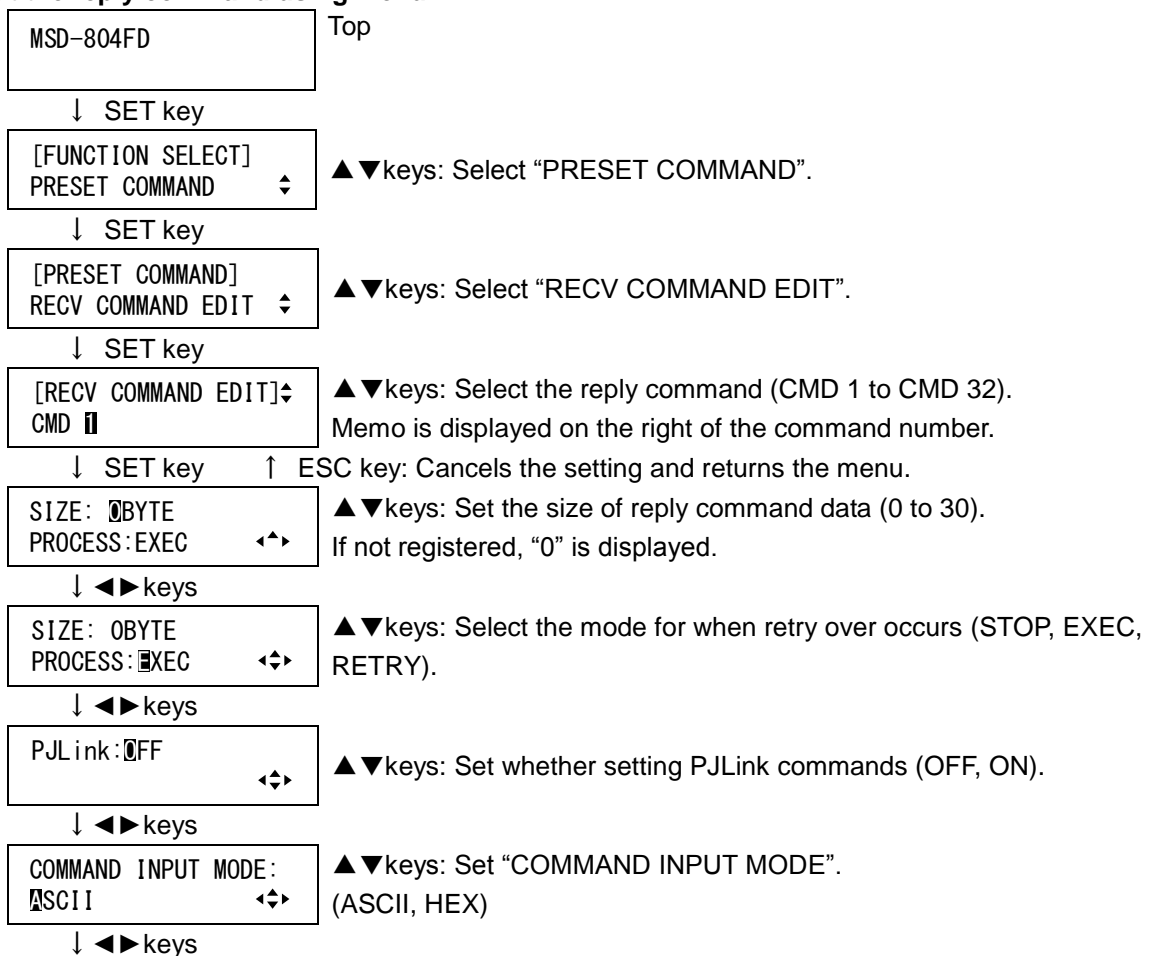 MSD-804FD
Top
↓ SET key
[FUNCTION SELECT]
PRESET COMMAND
▲▼keys: Select “PRESET COMMAND”.
↓ SET key
[PRESET COMMAND]
RECV COMMAND EDIT
▲▼keys: Select “RECV COMMAND EDIT”.
↓ SET key
[RECV COMMAND EDIT]
CMD 1
▲▼keys: Select the reply command (CMD 1 to CMD 32).
Memo is displayed on the right of the command number.
↓ SET key ↑ ESC key: Cancels the setting and returns the menu.
SIZE: 0BYTE
PROCESS:EXEC
▲▼keys: Set the size of reply command data (0 to 30).
If not registered, “0” is displayed.
↓ ◄►keys
SIZE: 0BYTE
PROCESS:EXEC
▲▼keys: Select the mode for when retry over occurs (STOP, EXEC,
RETRY).
↓ ◄►keys
PJLink:OFF
▲▼keys: Set whether setting PJLink commands (OFF, ON).
↓ ◄►keys
COMMAND INPUT MODE:
ASCII
▲▼keys: Set “COMMAND INPUT MODE”.
(ASCII, HEX)
↓ ◄►keys